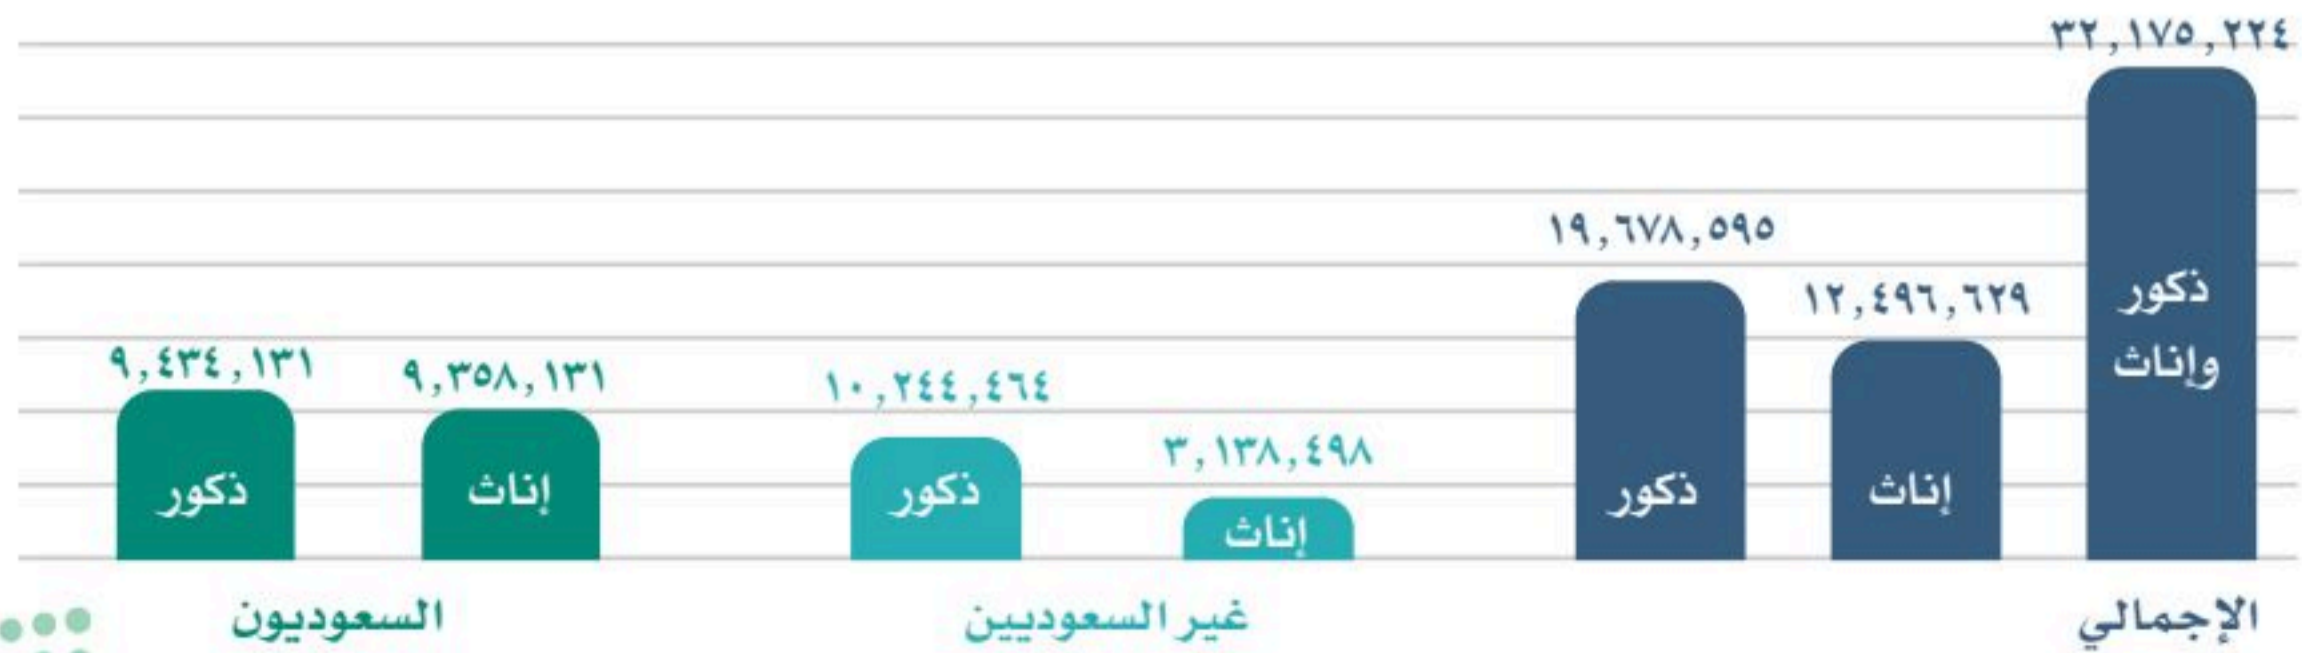 ٣٢,١٧٥,٢٢٤
ذكور
وإناث
١٢,٤٩٦,٦٢٩
إناث
١٩,٦٧٨,٥٩٥
ذكور
الإجمالي
٣,١٣٨,٤٩٨
إناث
١٠,٢٤٤,٤٦٤
ذكور
غير السعوديين
٩,٣٥٨,١٣١
إناث
٩,٤٣٤,١٣١
ذكور
السعوديون